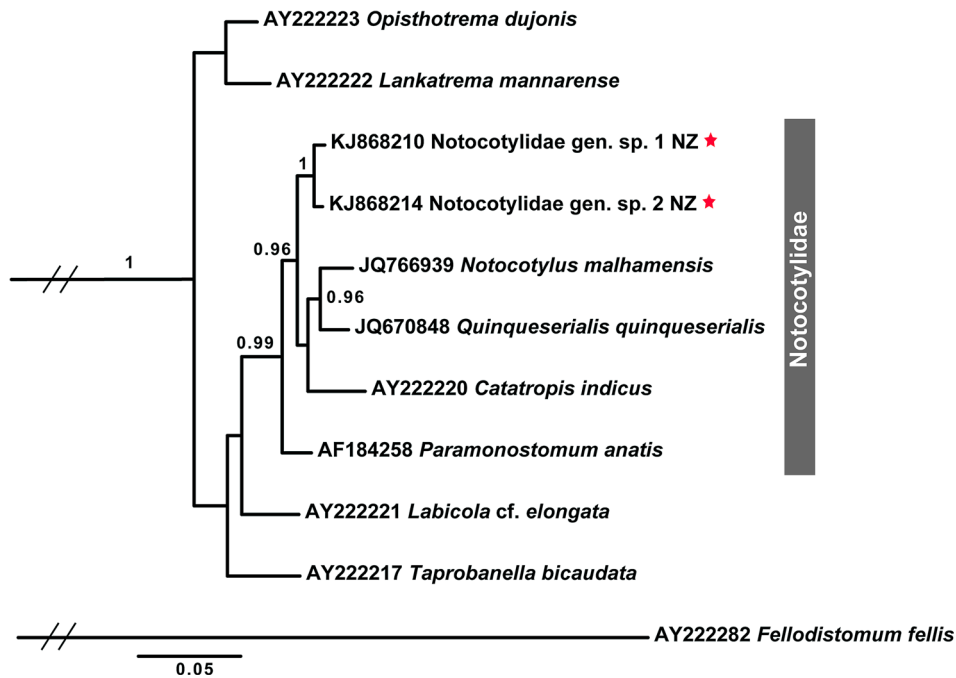 AY222223 Opisthotrema dujonis
AY222222 Lankatrema mannarense
KJ868210 Notocotylidae gen. sp. 1 NZ
1
KJ868214 Notocotylidae gen. sp. 2 NZ
0.96
1
JQ766939 Notocotylus malhamensis
0.96
JQ670848 Quinqueserialis quinqueserialis
0.99
AY222220 Catatropis indicus
AF184258 Paramonostomum anatis
Notocotylidae
AY222221 Labicola cf. elongata
AY222217 Taprobanella bicaudata
AY222282 Fellodistomum fellis
0.05